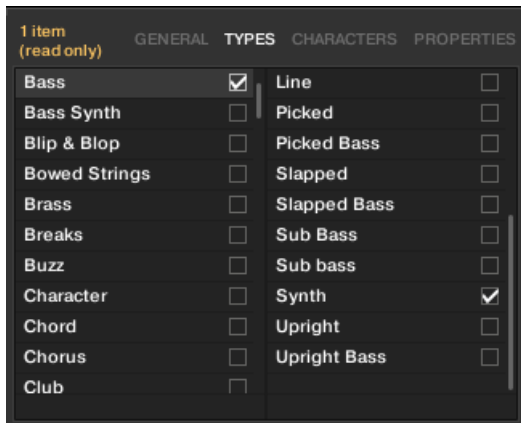 1 item
(read only)
GENERAL TYPES CHARACTERS PROPERTIES
Bass
Bass Synth
Blip & Blop
Bowed Strings
Brass
Breaks
Buzz
Character
Chord
Chorus
Club
Line
Picked
Picked Bass
Slapped
Slapped Bass
Sub Bass
Sub bass
Synth
Upright
Upright Bass